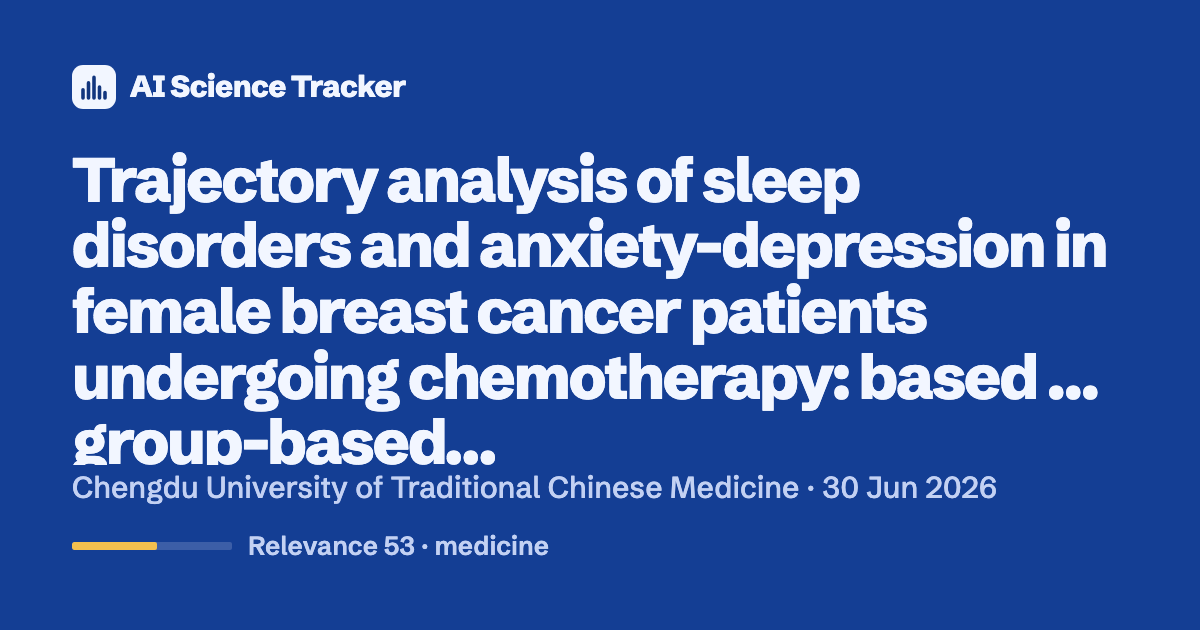 AI Science Tracker
Trajectory analysis of sleep
disorders and anxiety-depression in
female breast cancer patients
undergoing chemotherapy: based ...
group-based...
Chengdu University of Traditional Chinese Medicine · 30 Jun 2026
Relevance 53 · medicine